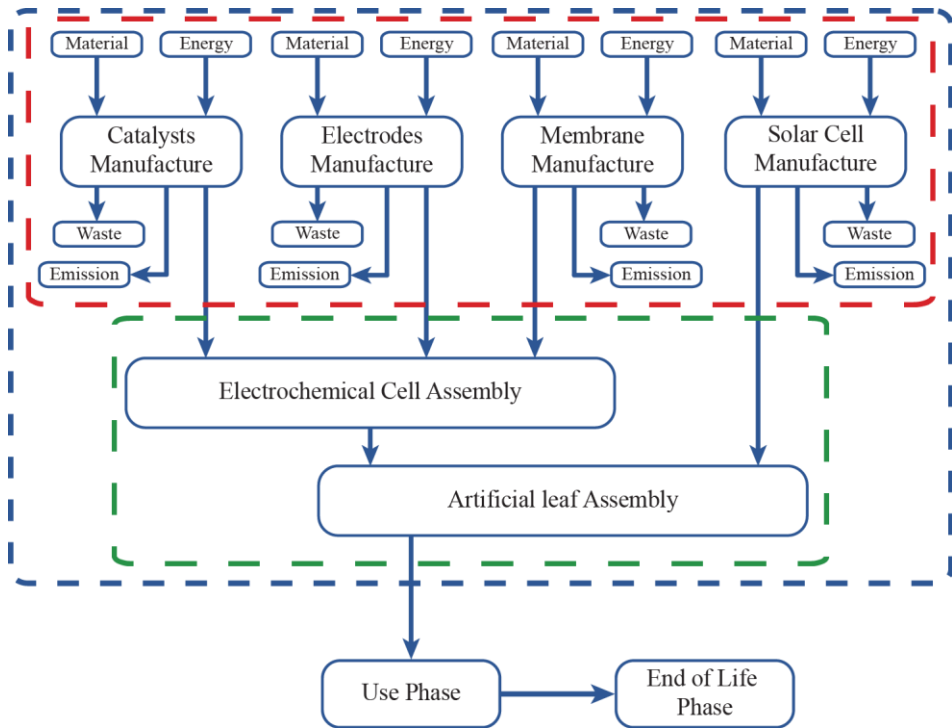 Material
Energy
Material
Energy
Material
Energy
Material
Energy
Catalysts
Manufacture
Electrodes
Manufacture
Membrane
Manufacture
Solar Cell
Manufacture
Waste
Waste
Waste
Waste
Emission
Emission
Emission
Emission
Electrochemical Cell Assembly
Artificial leaf Assembly
Use Phase
End of Life
Phase